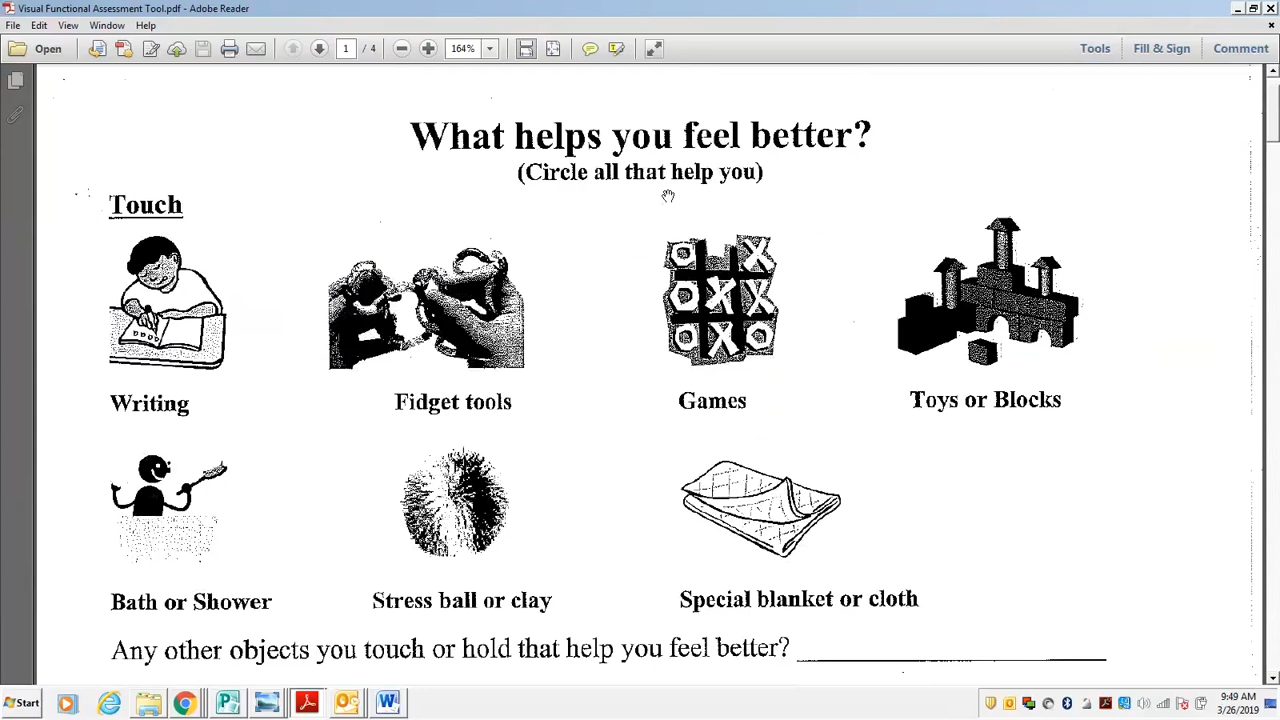 Visual Functional Assessment Tool.pdf - Adobe Reader
File Edit View Window Help
Open 1 / 4 164% Tools Fill & Sign Comment
What helps you feel better?
(Circle all that help you)
Touch
Writing Fidget tools Games Toys or Blocks
Bath or Shower Stress ball or clay Special blanket or cloth
Any other objects you touch or hold that help you feel better?
Start 9:49 AM
3/26/2019